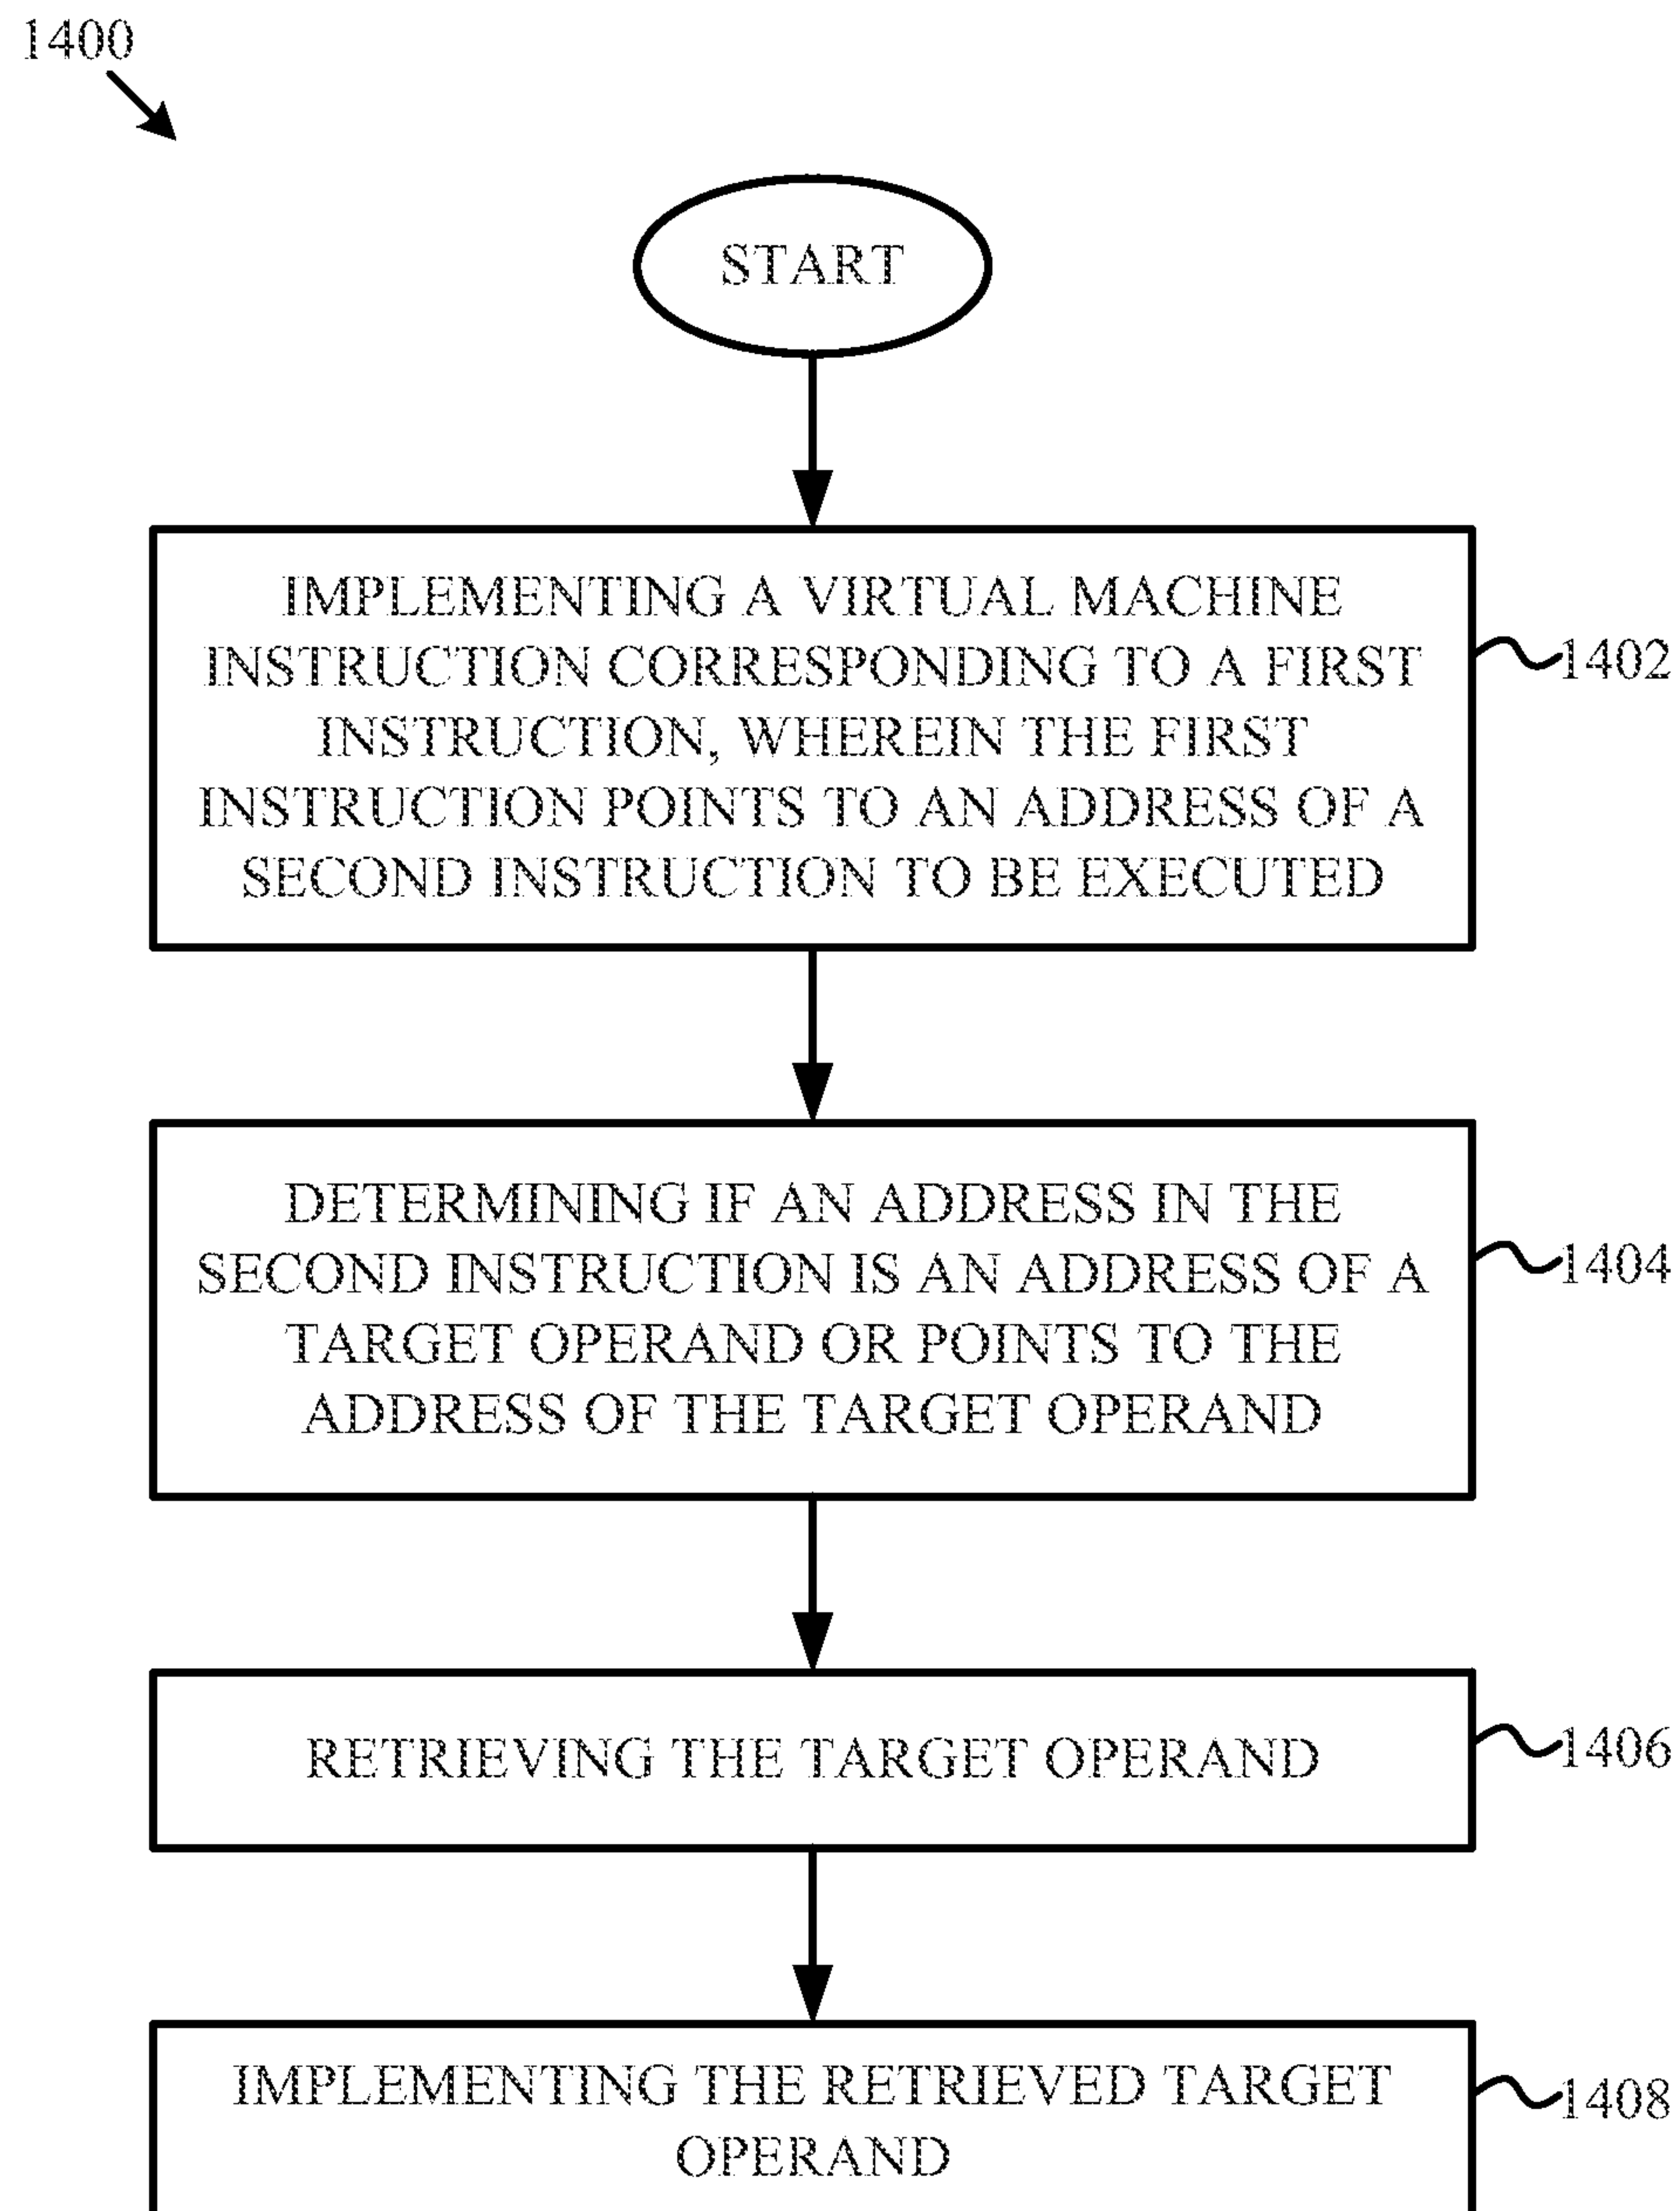 1400
START
IMPLEMENTING A VIRTUAL MACHINE
INSTRUCTION CORRESPONDING TO A FIRST
INSTRUCTION, WHEREIN THE FIRST
INSTRUCTION POINTS TO AN ADDRESS OF A
SECOND INSTRUCTION TO BE EXECUTED
1402
DETERMINING IF AN ADDRESS IN THE
SECOND INSTRUCTION IS AN ADDRESS OF A
TARGET OPERAND OR POINTS TO THE
ADDRESS OF THE TARGET OPERAND
1404
RETRIEVING THE TARGET OPERAND
1406
IMPLEMENTING THE RETRIEVED TARGET
OPERAND
1408